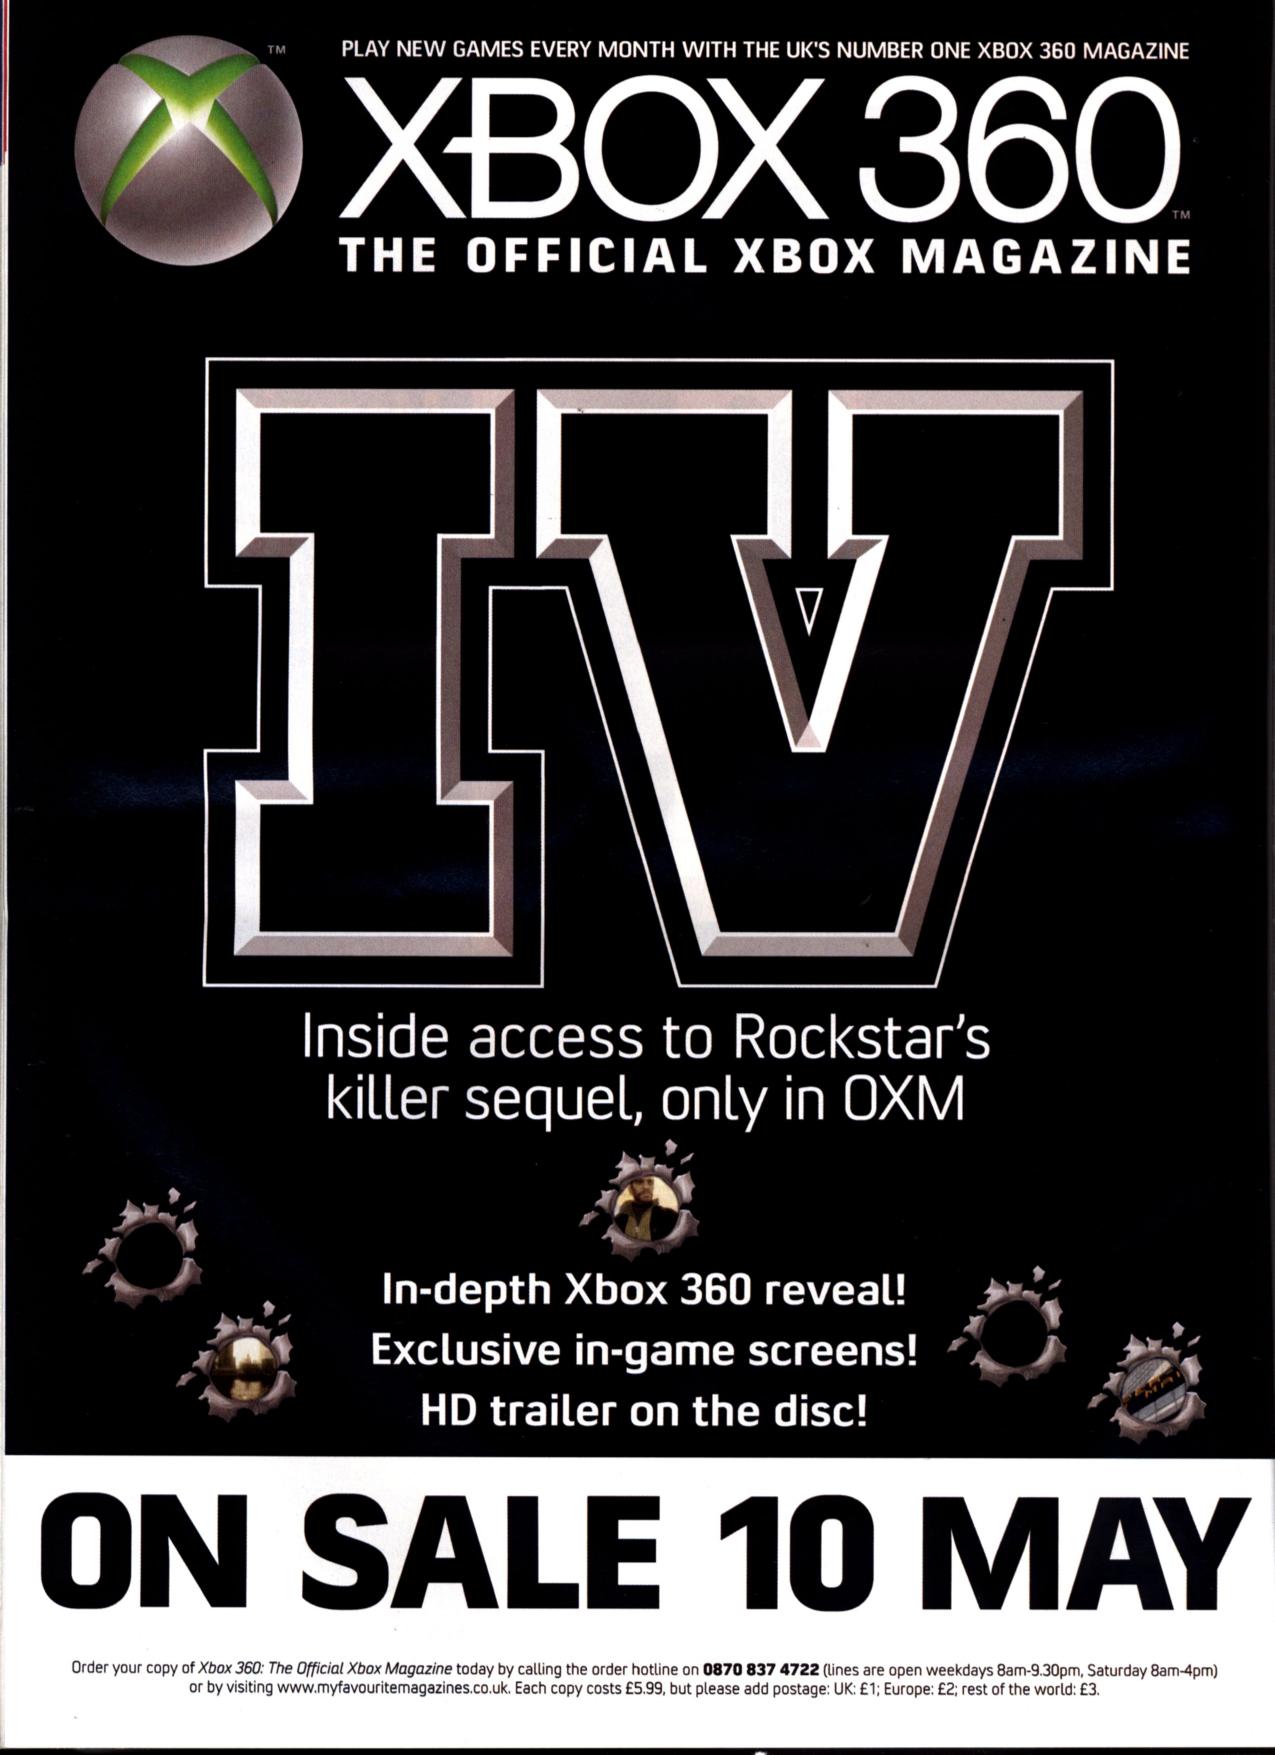 PLAY NEW GAMES EVERY MONTH WITH THE UK'S NUMBER ONE XBOX 360 MAGAZINE
TM
XBOX 360
TM
THE OFFICIAL XBOX MAGAZINE
IV
Inside access to Rockstar's
killer sequel, only in OXM
In-depth Xbox 360 reveal!
Exclusive in-game screens!
HD trailer on the disc!
ON SALE 10 MAY
Order your copy of Xbox 360: The Official Xbox Magazine today by calling the order hotline on 0870 837 4722 (lines are open weekdays 8am-9.30pm, Saturday 8am-4pm)
or by visiting www.myfavouritemagazines.co.uk. Each copy costs £5.99, but please add postage: UK: £1; Europe: £2; rest of the world: £3.